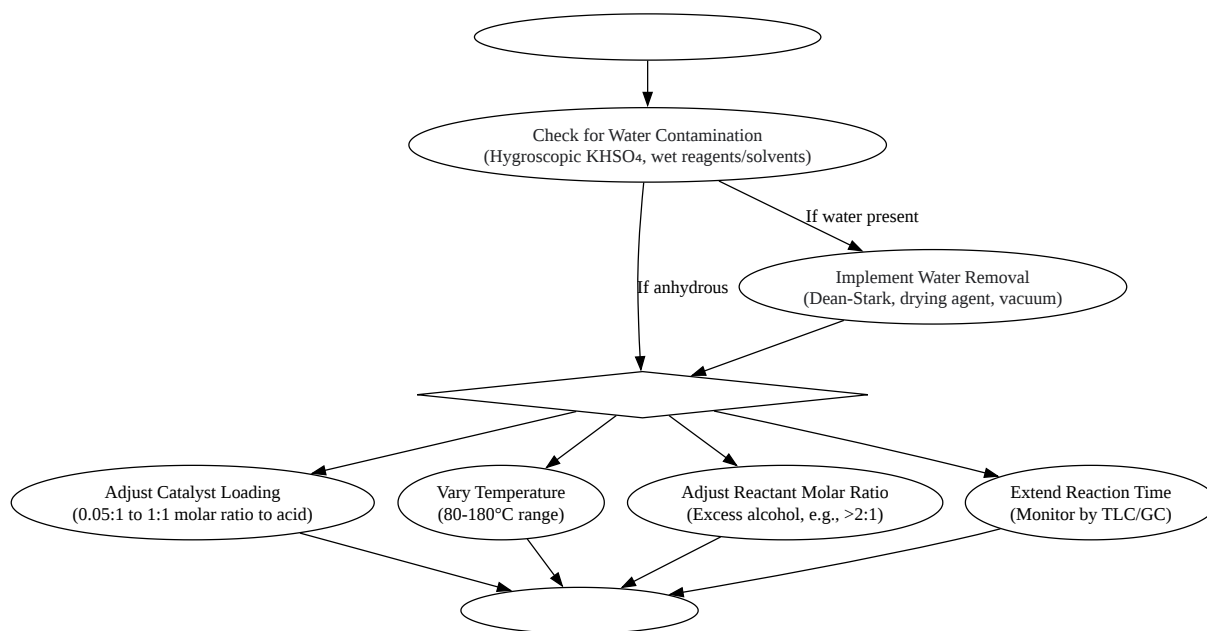 Check for Water Contamination
(Hygroscopic KHSO₄, wet reagents/solvents)
If water present
If anhydrous
Implement Water Removal
(Dean-Stark, drying agent, vacuum)
Adjust Catalyst Loading
(0.05:1 to 1:1 molar ratio to acid)
Vary Temperature
(80-180°C range)
Adjust Reactant Molar Ratio
(Excess alcohol, e.g., >2:1)
Extend Reaction Time
(Monitor by TLC/GC)